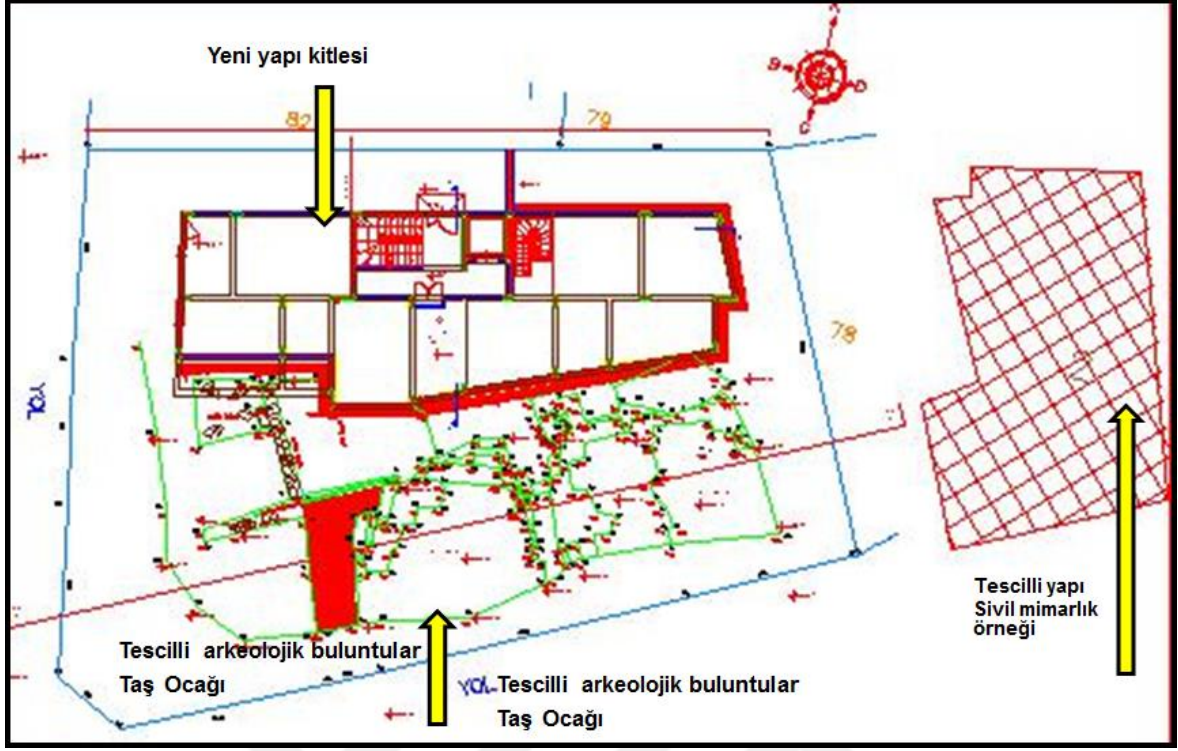 Yeni yapı kitlesi
82
79
78
YOL
Tescilli yapı
Sivil mimarlık
örneği
Tescilli arkeolojik buluntular
Taş Ocağı
YOL
Tescilli arkeolojik buluntular
Taş Ocağı